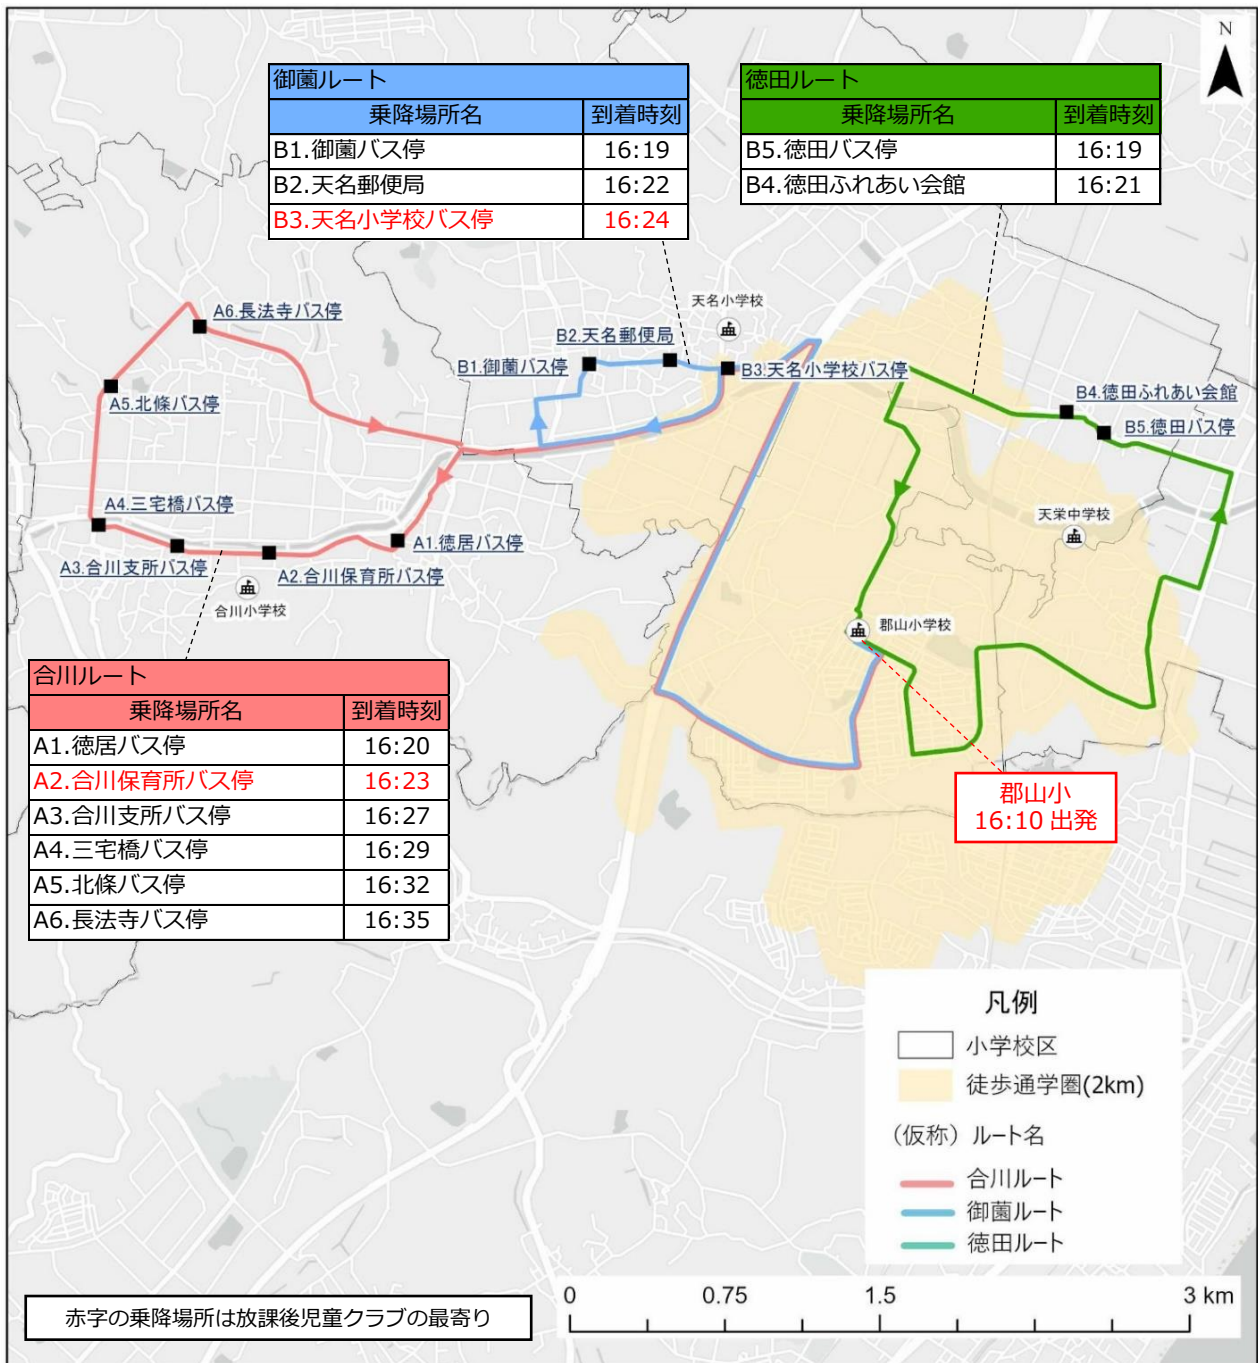 N
御薗ルート
乗降場所名 到着時刻
B1.御薗バス停 16:19
B2.天名郵便局 16:22
B3.天名小学校バス停 16:24
徳田ルート
乗降場所名 到着時刻
B5.徳田バス停 16:19
B4.徳田ふれあい会館 16:21
A6.長法寺バス停
天名小学校
B2.天名郵便局
B1.御薗バス停
B3.天名小学校バス停
A5.北條バス停
B4.徳田ふれあい会館
B5.徳田バス停
A4.三宅橋バス停
天栄中学校
A1.徳居バス停
A3.合川支所バス停
A2.合川保育所バス停
合川小学校
郡山小学校
合川ルート
乗降場所名 到着時刻
A1.徳居バス停 16:20
A2.合川保育所バス停 16:23
A3.合川支所バス停 16:27
A4.三宅橋バス停 16:29
A5.北條バス停 16:32
A6.長法寺バス停 16:35
郡山小
16:10 出発
凡例
小学校区
徒歩通学圏(2km)
(仮称) ルート名
合川ルート
御薗ルート
徳田ルート
0 0.75 1.5 3 km
赤字の乗降場所は放課後児童クラブの最寄り